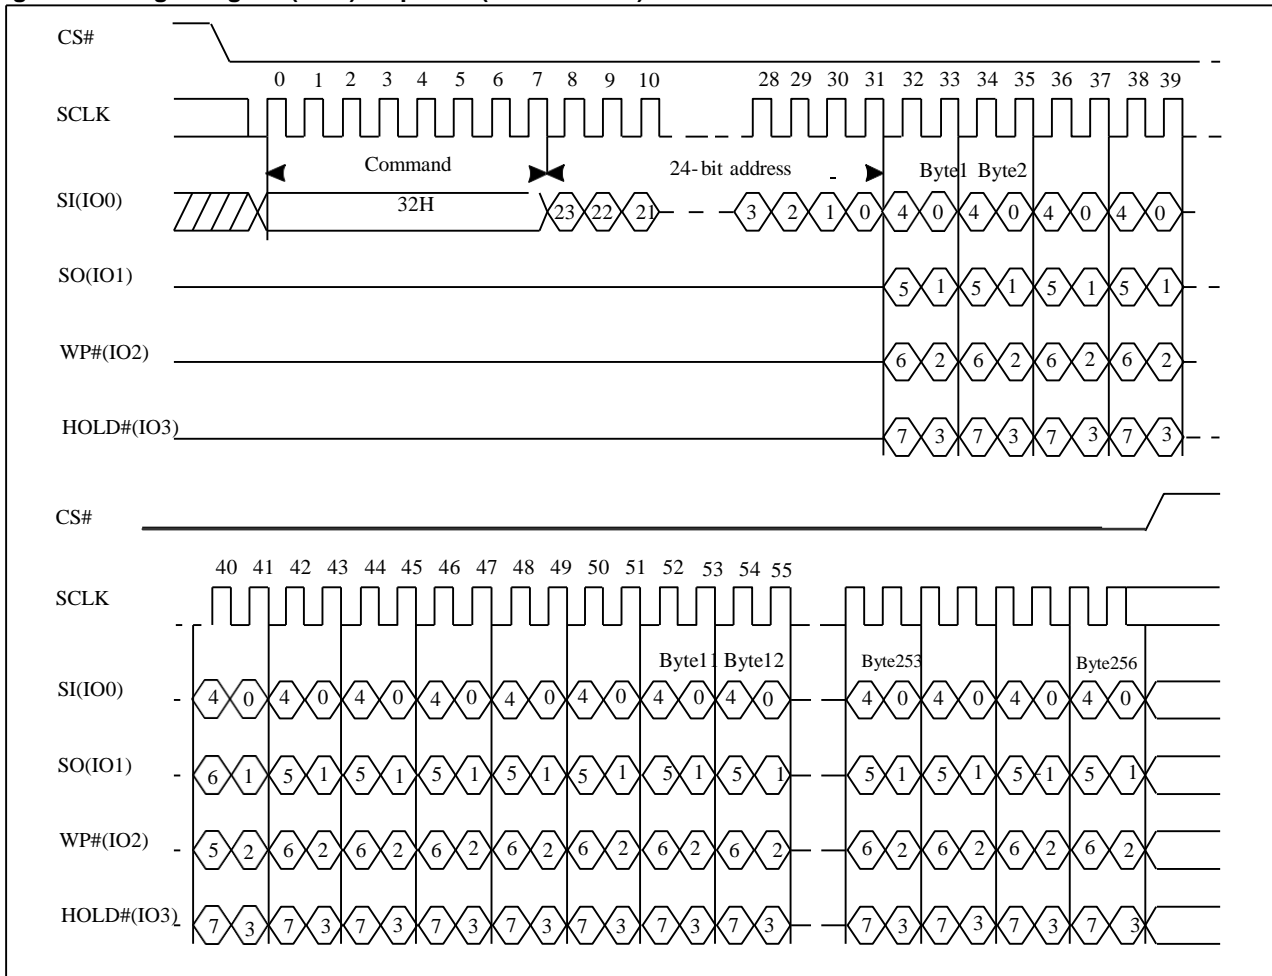 CS#
0 1 2 3 4 5 6 7 8 9 10 28 29 30 31 32 33 34 35 36 37 38 39
SCLK
Command 24-bit address Byte1 Byte2
SI(IO0) 32H 23 22 21 3 2 1 0 4 0 4 0 4 0 4 0
SO(IO1) 5 1 5 1 5 1 5 1
WP#(IO2) 6 2 6 2 6 2 6 2
HOLD#(IO3) 7 3 7 3 7 3 7 3
CS#
40 41 42 43 44 45 46 47 48 49 50 51 52 53 54 55
SCLK
Byte11 Byte12 Byte253 Byte256
SI(IO0) 4 0 4 0 4 0 4 0 4 0 4 0 4 0 4 0 4 0 4 0 4 0 4 0
SO(IO1) 6 1 5 1 5 1 5 1 5 1 5 1 5 1 5 1 5 1 5 1 5 1 5 1
WP#(IO2) 5 2 6 2 6 2 6 2 6 2 6 2 6 2 6 2 6 2 6 2 6 2 6 2
HOLD#(IO3) 7 3 7 3 7 3 7 3 7 3 7 3 7 3 7 3 7 3 7 3 7 3 7 3